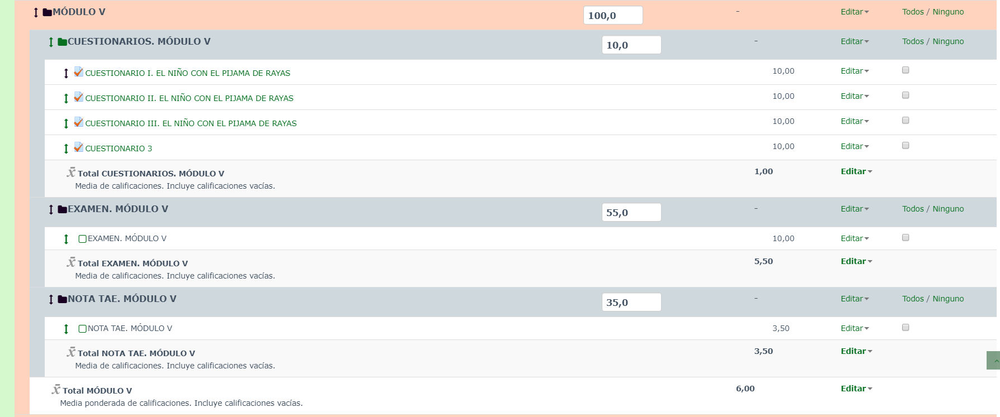 MÓDULO V 100,0 - Editar Todos / Ninguno
CUESTIONARIOS. MÓDULO V 10,0 - Editar Todos / Ninguno
CUESTIONARIO I. EL NIÑO CON EL PIJAMA DE RAYAS 10,00 Editar
CUESTIONARIO II. EL NIÑO CON EL PIJAMA DE RAYAS 10,00 Editar
CUESTIONARIO III. EL NIÑO CON EL PIJAMA DE RAYAS 10,00 Editar
CUESTIONARIO 3 10,00 Editar
x̄ Total CUESTIONARIOS. MÓDULO V 1,00 Editar
Media de calificaciones. Incluye calificaciones vacías.
EXAMEN. MÓDULO V 55,0 - Editar Todos / Ninguno
EXAMEN. MÓDULO V 10,00 Editar
x̄ Total EXAMEN. MÓDULO V 5,50 Editar
Media de calificaciones. Incluye calificaciones vacías.
NOTA TAE. MÓDULO V 35,0 - Editar Todos / Ninguno
NOTA TAE. MÓDULO V 3,50 Editar
x̄ Total NOTA TAE. MÓDULO V 3,50 Editar
Media de calificaciones. Incluye calificaciones vacías.
x̄ Total MÓDULO V 6,00 Editar
Media ponderada de calificaciones. Incluye calificaciones vacías.